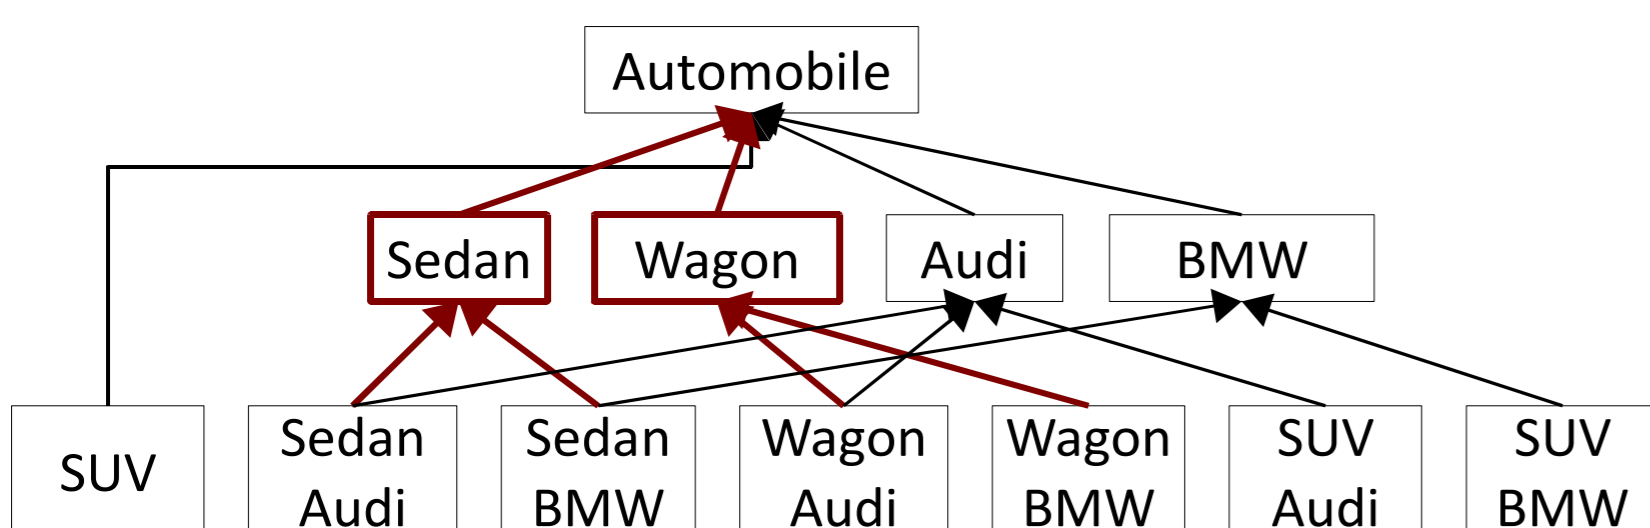 Automobile
Sedan
Wagon
Audi
BMW
SUV
Sedan
Audi
Sedan
BMW
Wagon
Audi
Wagon
BMW
SUV
Audi
SUV
BMW